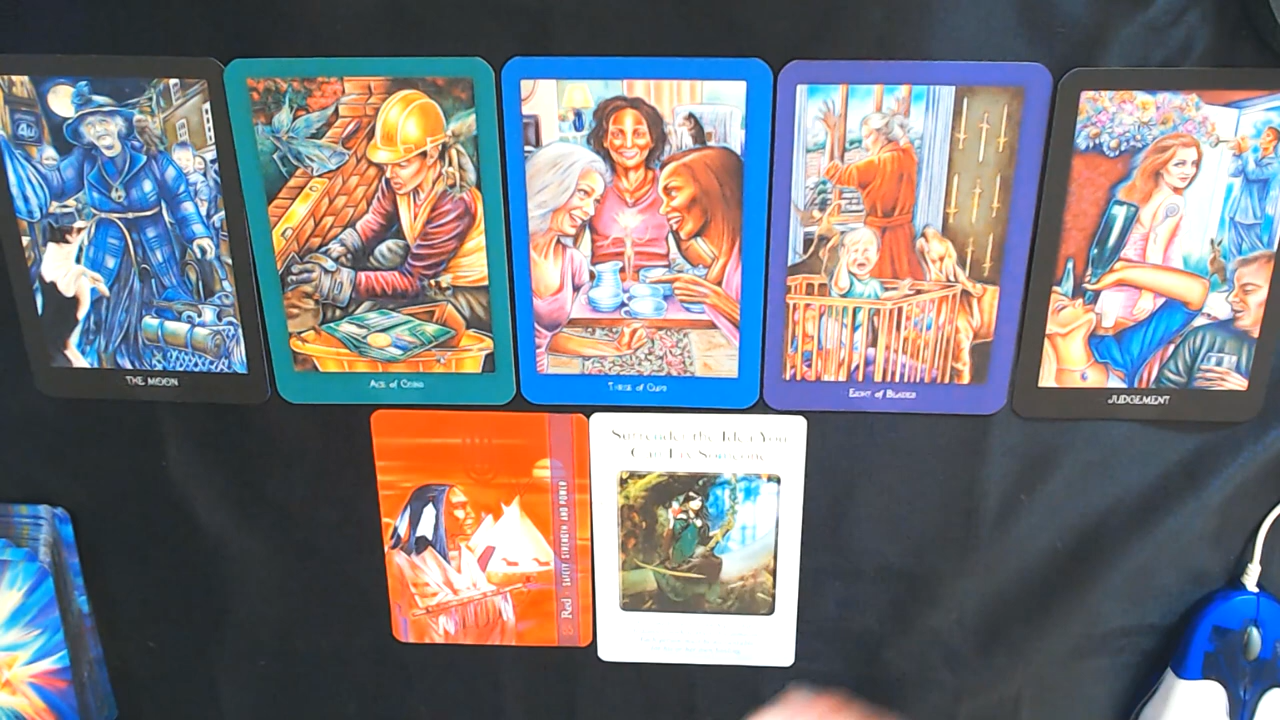 Au
THE MOON
ACE of COINS
THREE of CUPS
EIGHT of BLADES
JUDGEMENT
Red - SAFETY STRENGTH AND POWER
Surrender the Idea You
Can Fix Someone